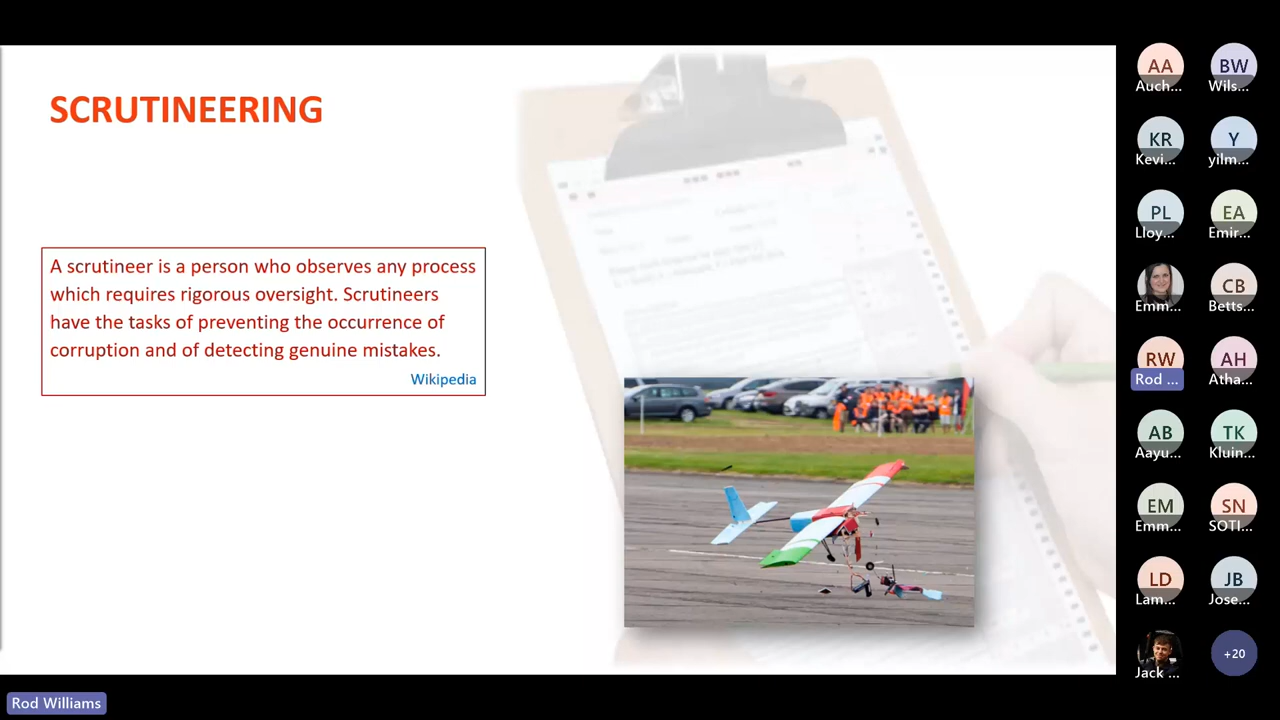 SCRUTINEERING
A scrutineer is a person who observes any process
which requires rigorous oversight. Scrutineers
have the tasks of preventing the occurrence of
corruption and of detecting genuine mistakes.
Wikipedia
AA
Auch...
BW
Wils...
KR
Kevi...
Y
yilm...
PL
Lloy...
EA
Emir...
Emm...
CB
Betts...
RW
Rod ...
AH
Atha...
AB
Aayu...
TK
Kluin...
EM
Emm...
SN
SOTI...
LD
Lam...
JB
Jose...
Jack ...
+20
Rod Williams